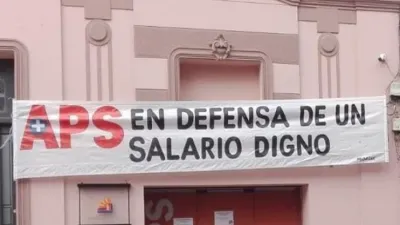 APS EN DEFENSA DE UN
SALARIO DIGNO